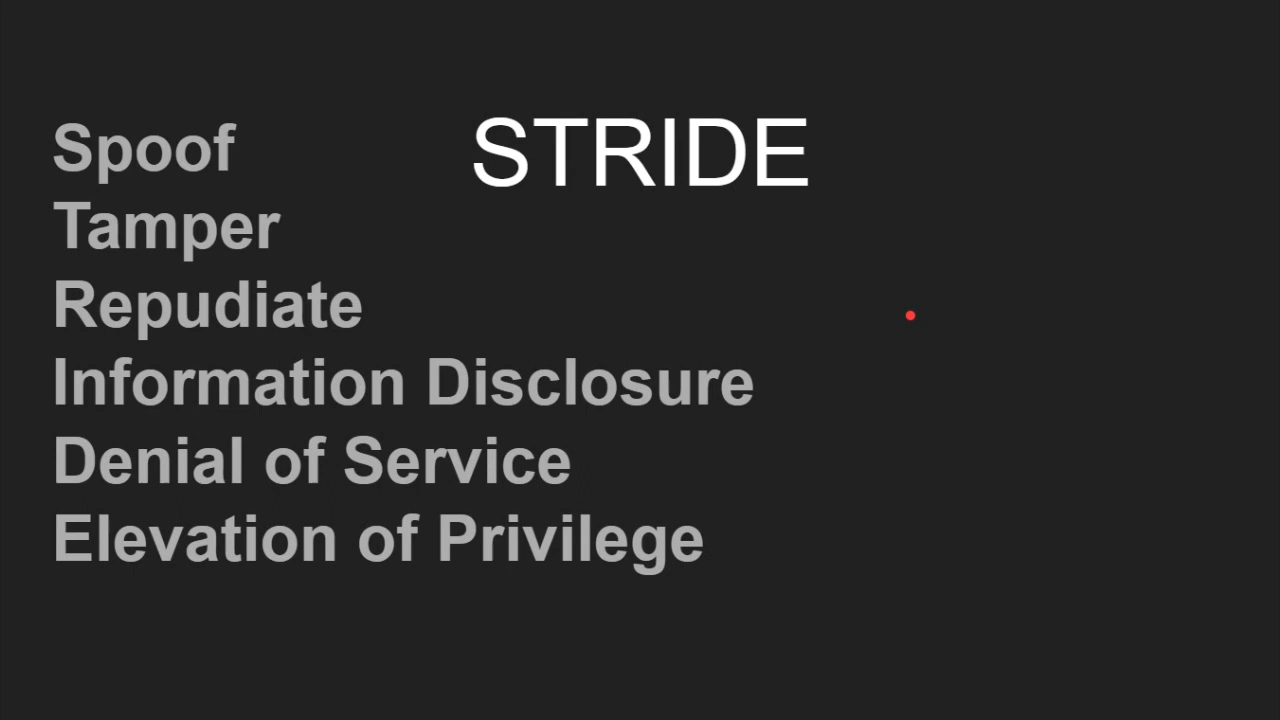 STRIDE
Spoof
Tamper
Repudiate
Information Disclosure
Denial of Service
Elevation of Privilege